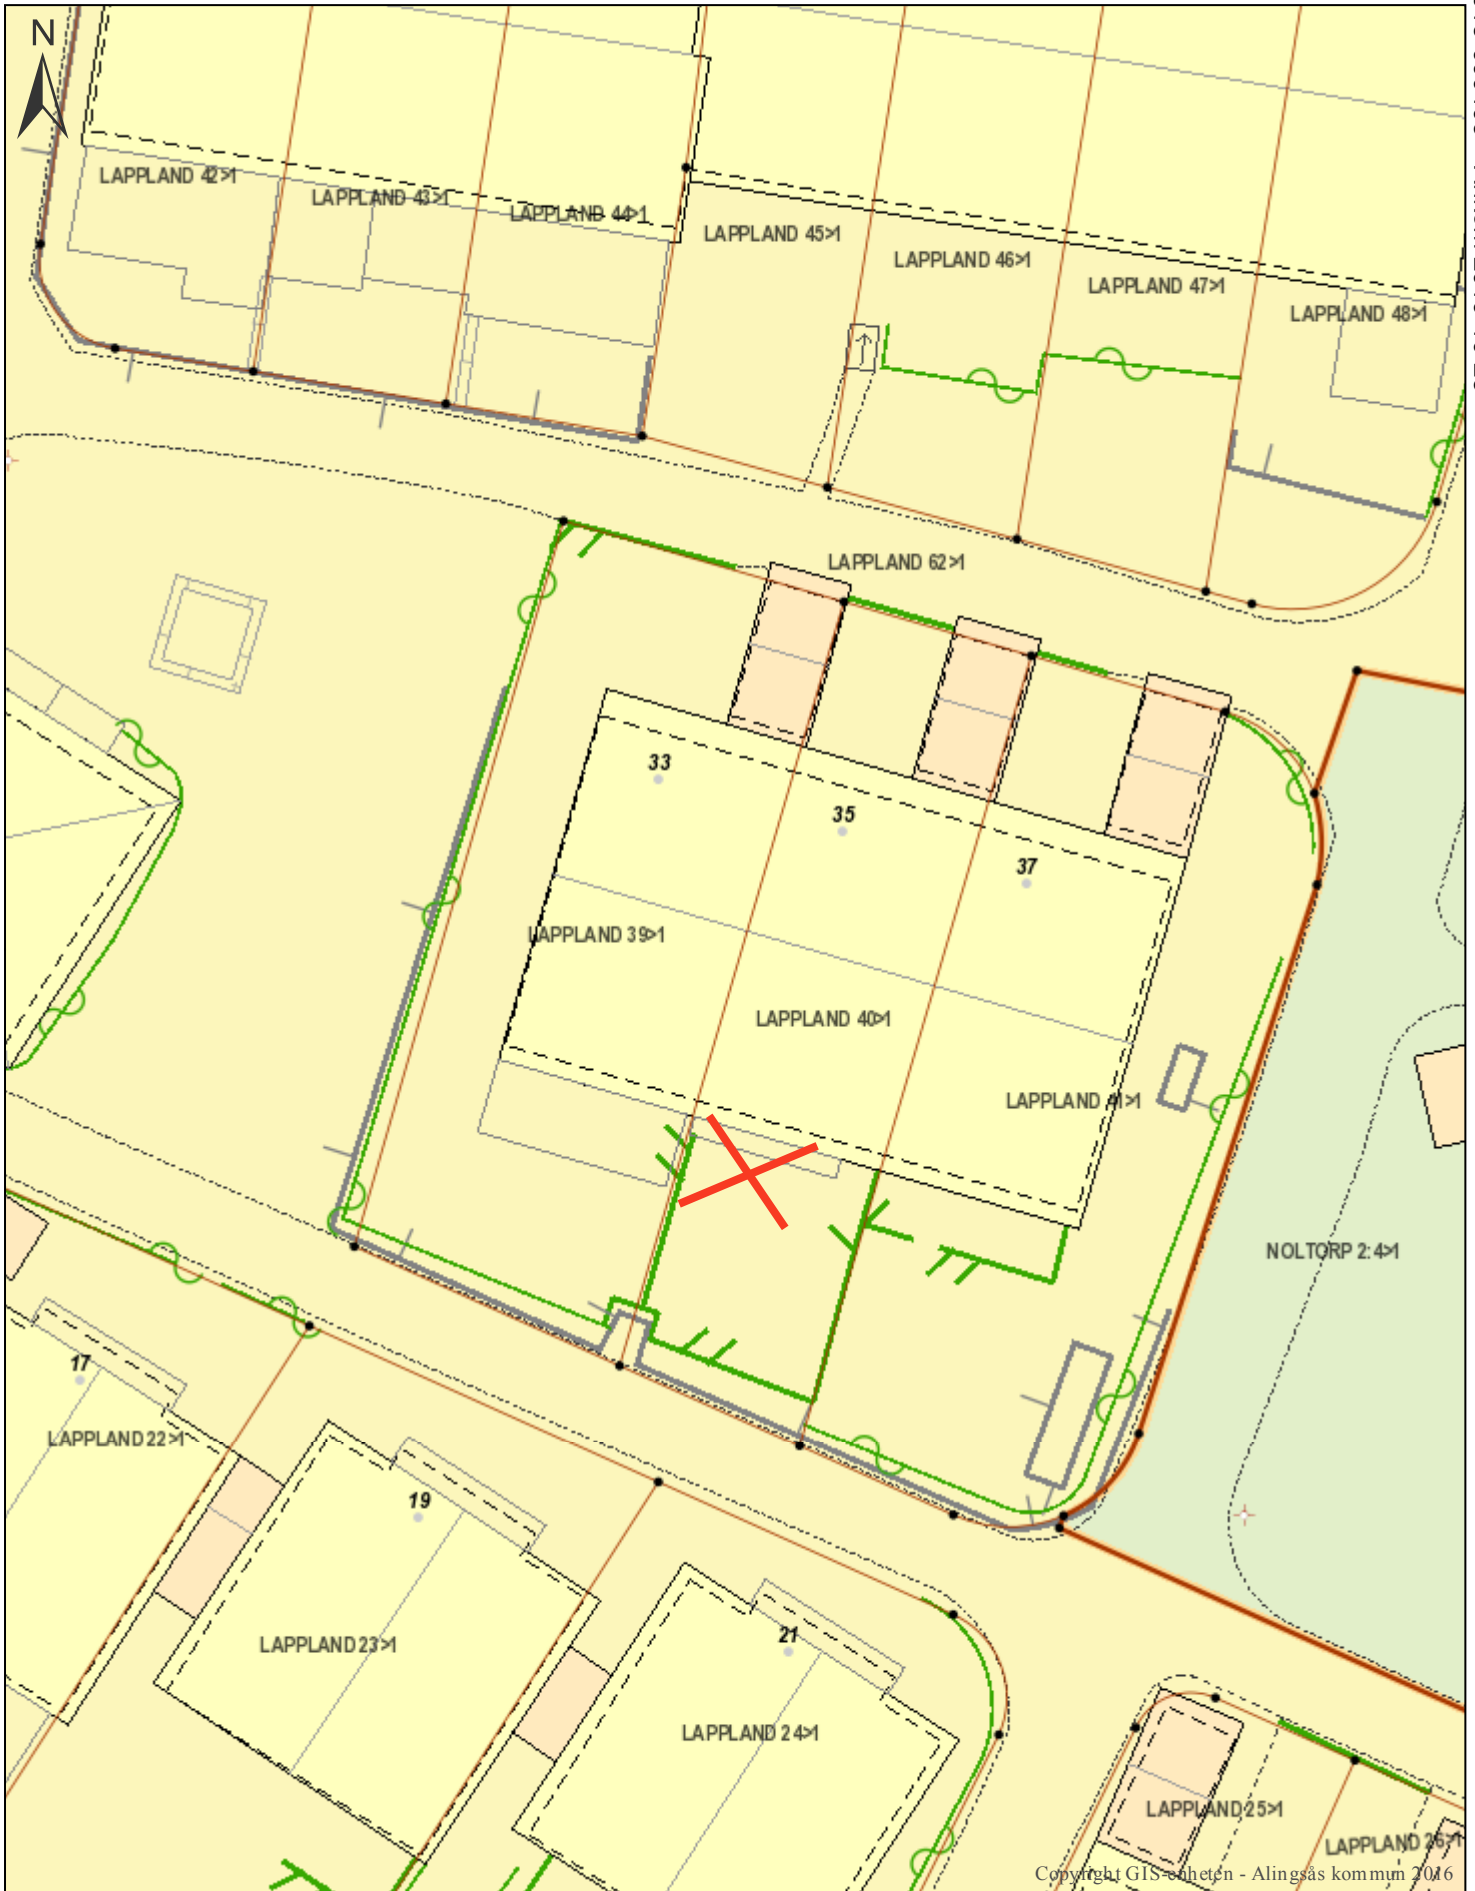 N
LAPPLAND 42>1
LAPPLAND 43>1
LAPPLAND 44>1
LAPPLAND 45>1
LAPPLAND 46>1
LAPPLAND 47>1
LAPPLAND 48>1
LAPPLAND 62>1
33
35
37
LAPPLAND 39>1
LAPPLAND 40>1
LAPPLAND 41>1
NOLTORP 2:4>1
17
LAPPLAND 22>1
19
LAPPLAND 23>1
21
LAPPLAND 24>1
LAPPLAND 25>1
LAPPLAND 26>1
Copyright GIS-enheten - Alingsås kommun 2016